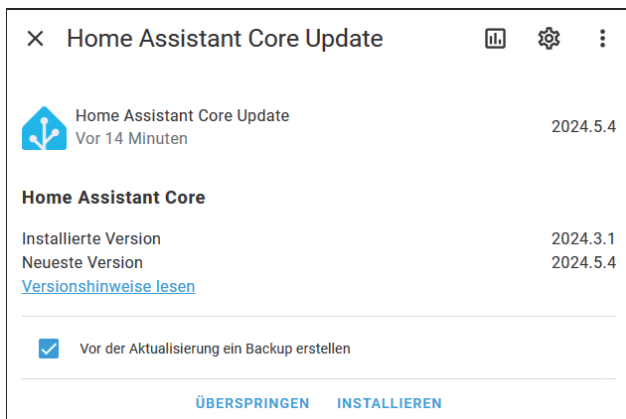 Home Assistant Core Update
Home Assistant Core Update
2024.5.4
Vor 14 Minuten
Home Assistant Core
Installierte Version 2024.3.1
Neueste Version 2024.5.4
Versionshinweise lesen
Vor der Aktualisierung ein Backup erstellen
ÜBERSPRINGEN INSTALLIEREN